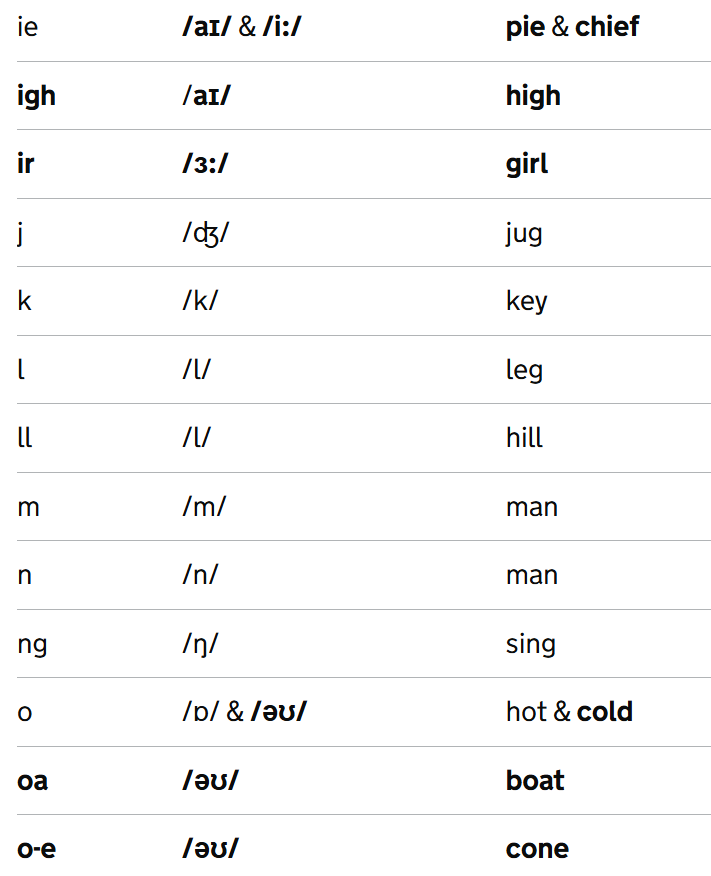 ie /aɪ/ & /i:/ pie & chief
igh /aɪ/ high
ir /ɜ:/ girl
j /ʤ/ jug
k /k/ key
l /l/ leg
ll /l/ hill
m /m/ man
n /n/ man
ng /ŋ/ sing
o /ɒ/ & /əʊ/ hot & cold
oa /əʊ/ boat
o-e /əʊ/ cone